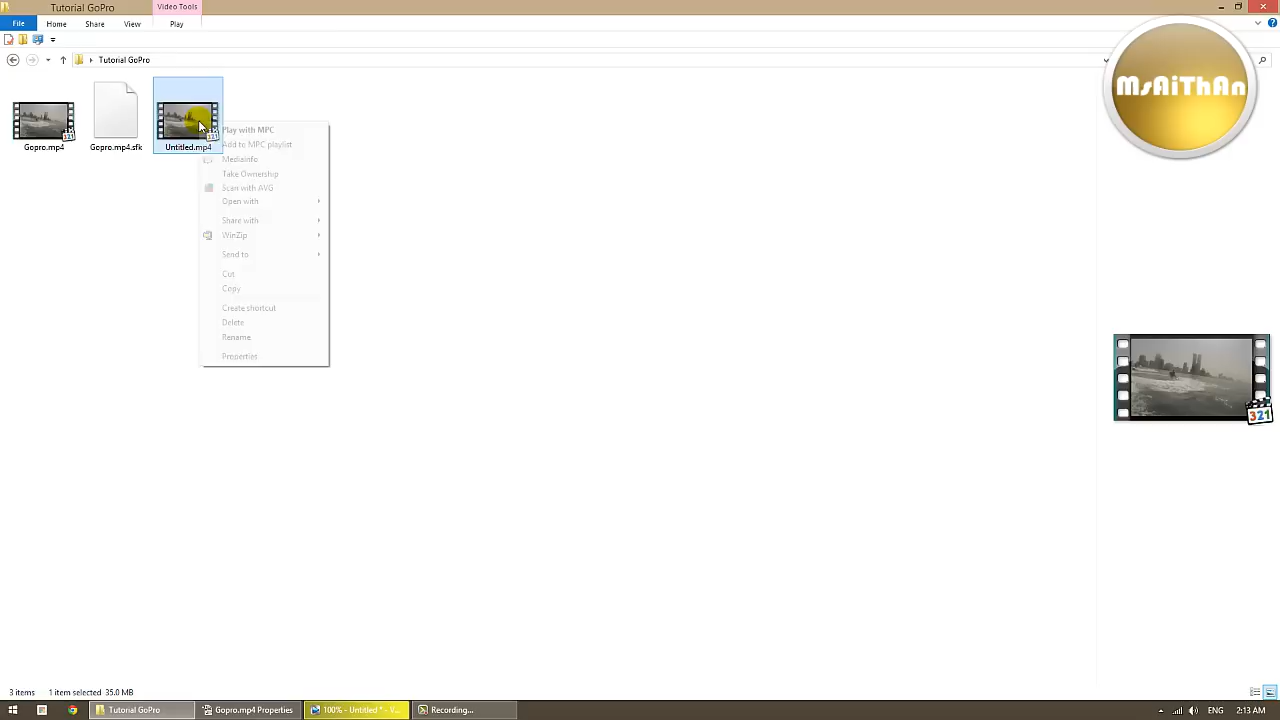 Tutorial GoPro
Video Tools
File
Home
Share
View
Play
Tutorial GoPro
MsAiThAn
Gopro.mp4
Gopro.mp4.sfk
Untitled.mp4
321
321
321
Play with MPC
Add to MPC playlist
MediaInfo
Take Ownership
Scan with AVG
Open with
Share with
WinZip
Send to
Cut
Copy
Create shortcut
Delete
Rename
Properties
3 items
1 item selected 35.0 MB
Tutorial GoPro
Gopro.mp4 Properties
100% - Untitled * - V...
Recording...
ENG
2:13 AM